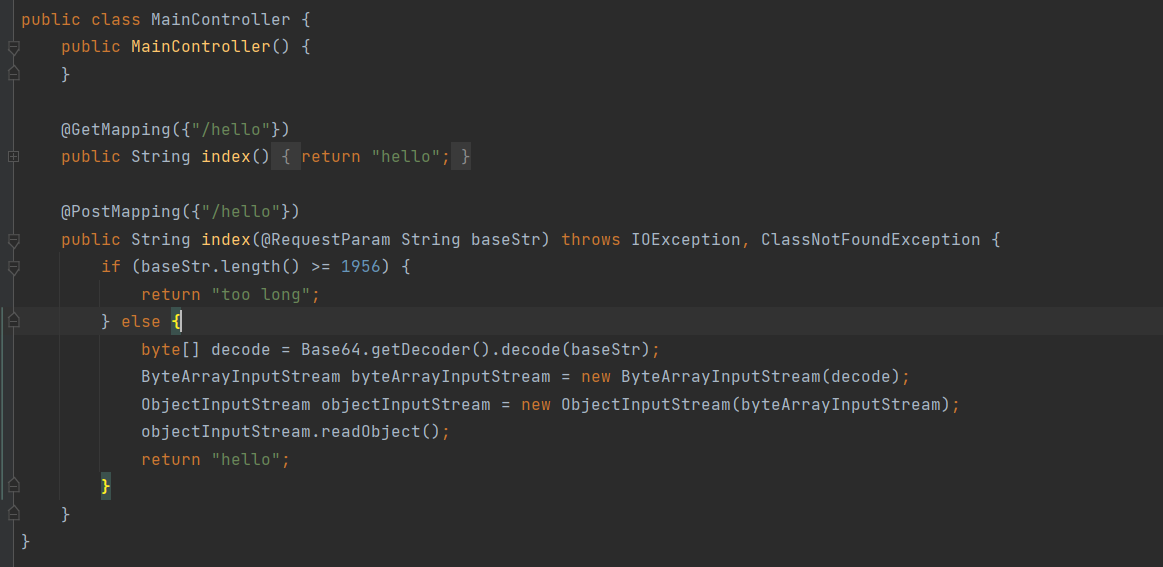 public class MainController {
public MainController() {
}
@GetMapping({"/hello"})
public String index() { return "hello"; }
@PostMapping({"/hello"})
public String index(@RequestParam String baseStr) throws IOException, ClassNotFoundException {
if (baseStr.length() >= 1956) {
return "too long";
} else {
byte[] decode = Base64.getDecoder().decode(baseStr);
ByteArrayInputStream byteArrayInputStream = new ByteArrayInputStream(decode);
ObjectInputStream objectInputStream = new ObjectInputStream(byteArrayInputStream);
objectInputStream.readObject();
return "hello";
}
}
}